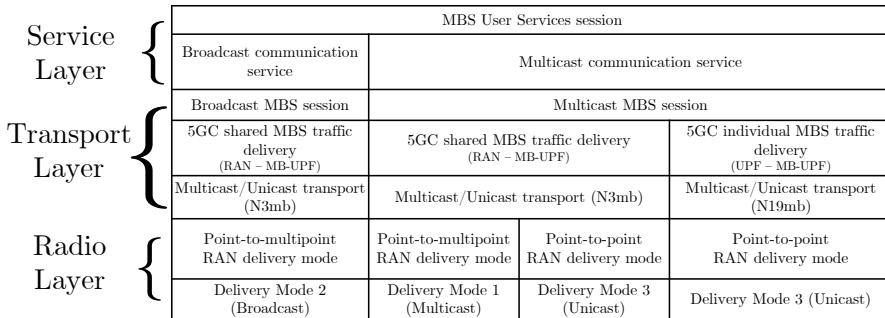 MBS User Services session
Service
Layer
Broadcast communication
service
Multicast communication service
Transport
Layer
Broadcast MBS session
Multicast MBS session
5GC shared MBS traffic
delivery
(RAN – MB-UPF)
5GC shared MBS traffic delivery
(RAN – MB-UPF)
5GC individual MBS traffic
delivery
(UPF – MB-UPF)
Multicast/Unicast transport
(N3mb)
Multicast/Unicast transport (N3mb)
Multicast/Unicast transport
(N19mb)
Radio
Layer
Point-to-multipoint
RAN delivery mode
Point-to-multipoint
RAN delivery mode
Point-to-point
RAN delivery mode
Point-to-point
RAN delivery mode
Delivery Mode 2
(Broadcast)
Delivery Mode 1
(Multicast)
Delivery Mode 3
(Unicast)
Delivery Mode 3 (Unicast)